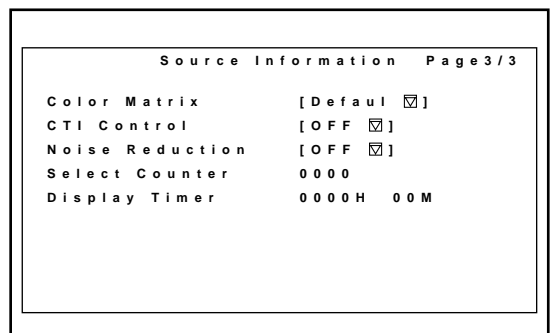 Source Information Page3/3
Color Matrix [Defaul ▽]
CTI Control [OFF ▽]
Noise Reduction [OFF ▽]
Select Counter 0000
Display Timer 0000H 00M